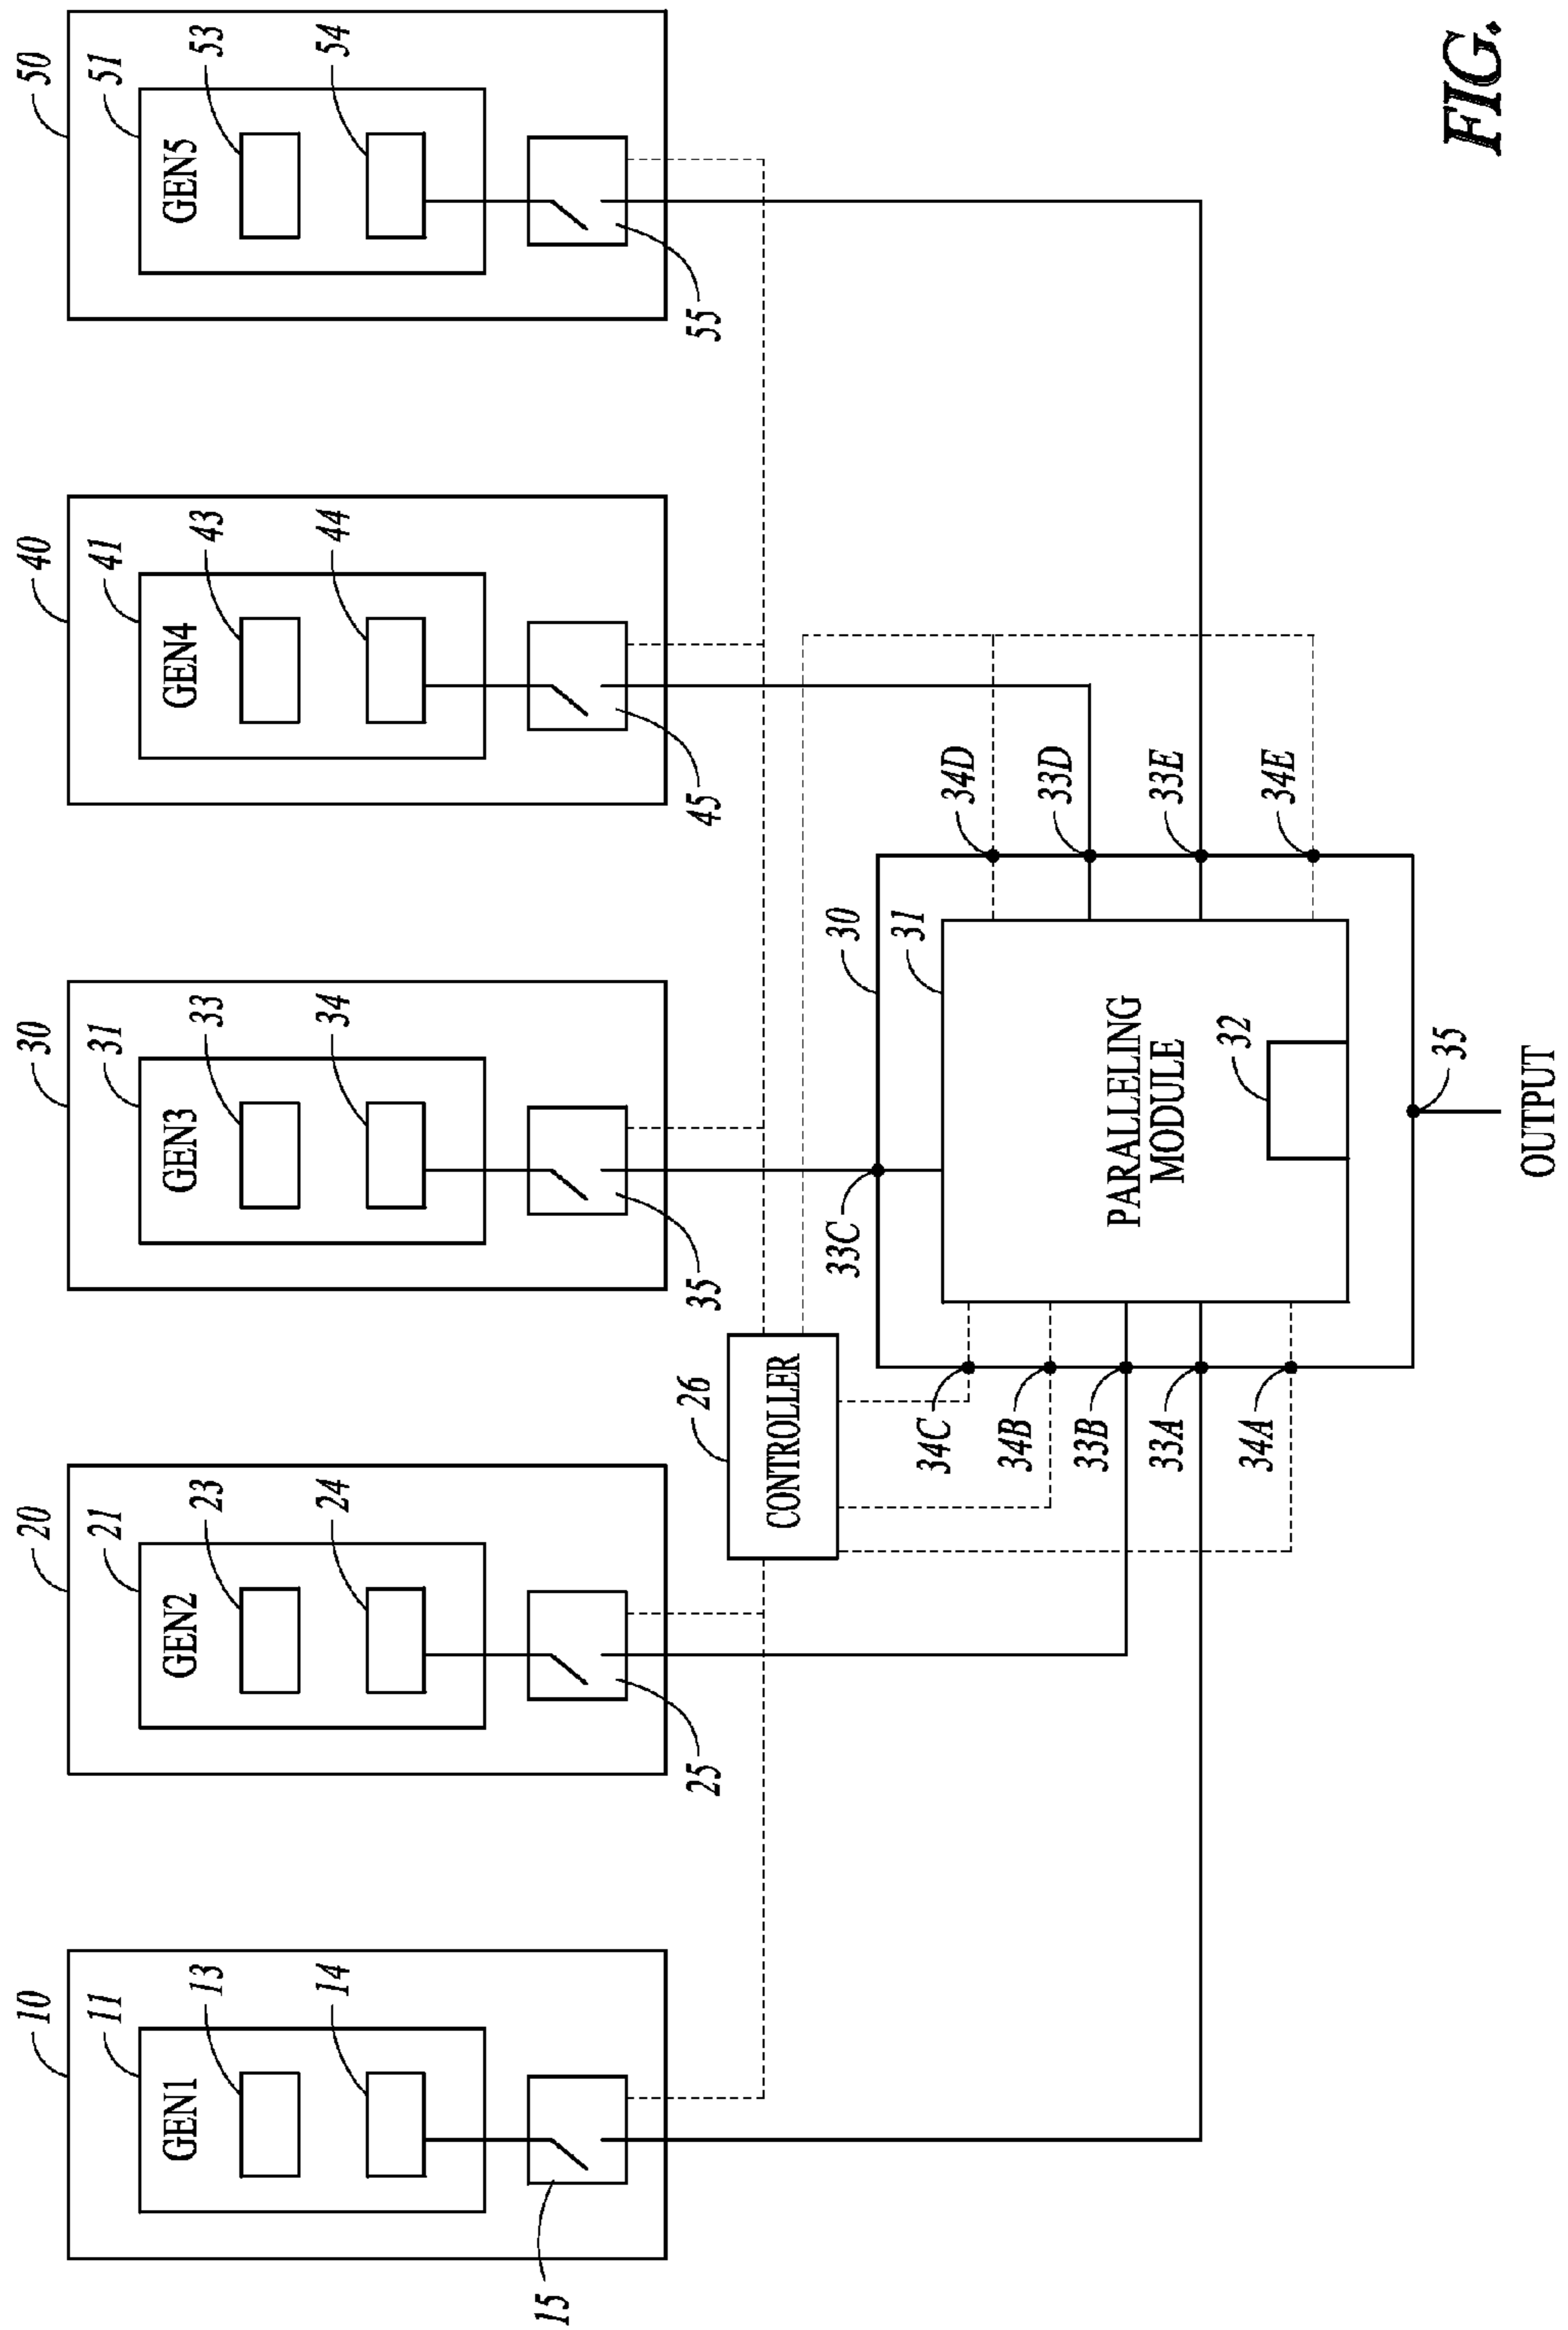 10
11
GEN1
13
14
15
20
21
GEN2
23
24
25
30
31
GEN3
33
34
35
40
41
GEN4
43
44
45
50
51
GEN5
53
54
55
26
CONTROLLER
34C
34B
33B
33A
34A
33C
30
31
PARALLELING
MODULE
32
34D
33D
33E
34E
35
OUTPUT
FIG.